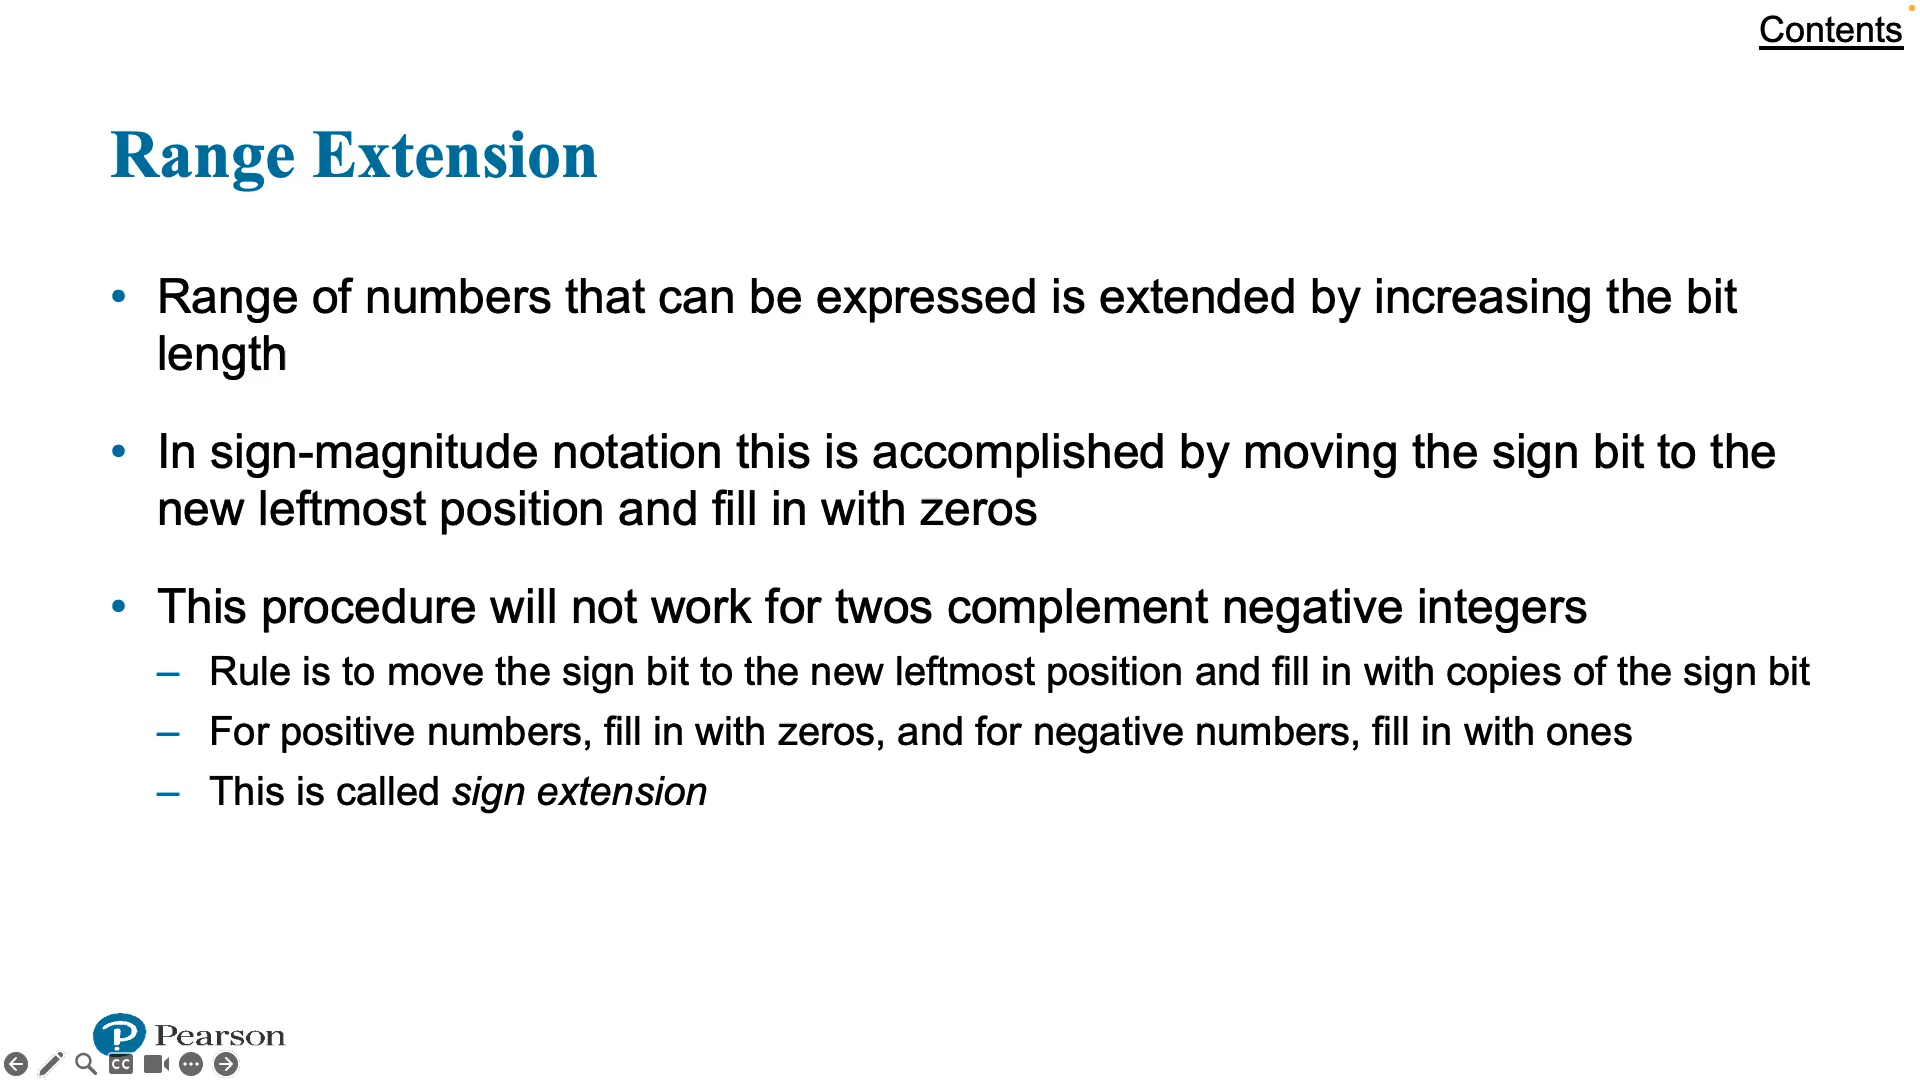 Contents
Range Extension
• Range of numbers that can be expressed is extended by increasing the bit
length
• In sign-magnitude notation this is accomplished by moving the sign bit to the
new leftmost position and fill in with zeros
• This procedure will not work for twos complement negative integers
– Rule is to move the sign bit to the new leftmost position and fill in with copies of the sign bit
– For positive numbers, fill in with zeros, and for negative numbers, fill in with ones
– This is called sign extension
P Pearson
CC